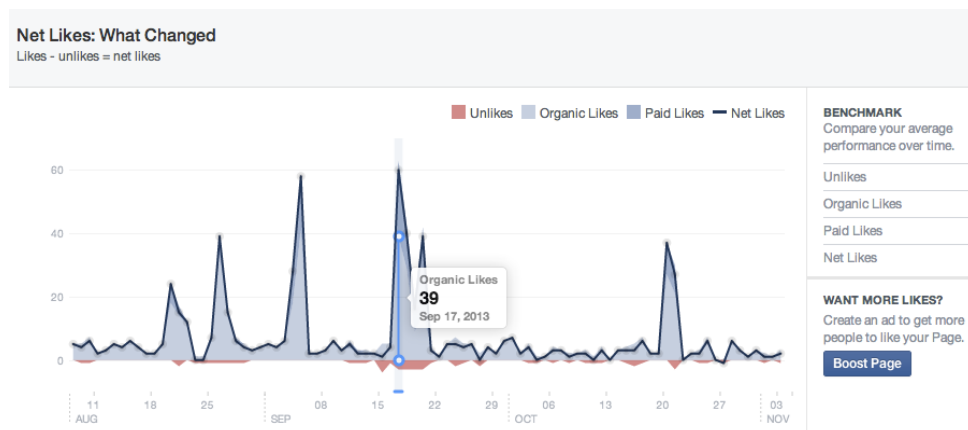 Net Likes: What Changed
Likes - unlikes = net likes
Unlikes Organic Likes Paid Likes Net Likes
60
40
20
0
Organic Likes
39
Sep 17, 2013
11 18 25 08 15 22 29 06 13 20 27 03
AUG SEP OCT NOV
BENCHMARK
Compare your average
performance over time.
Unlikes
Organic Likes
Paid Likes
Net Likes
WANT MORE LIKES?
Create an ad to get more
people to like your Page.
Boost Page